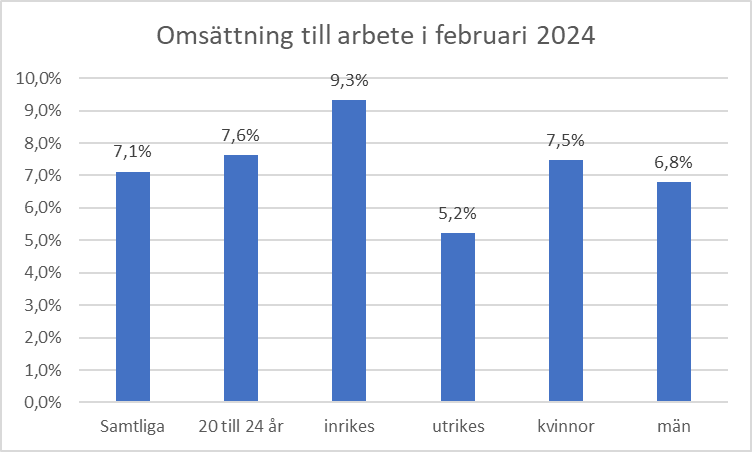 Omsättning till arbete i februari 2024
10,0%
9,0%
8,0%
7,0%
6,0%
5,0%
4,0%
3,0%
2,0%
1,0%
0,0%
7,1%
7,6%
9,3%
5,2%
7,5%
6,8%
Samtliga
20 till 24 år
inrikes
utrikes
kvinnor
män